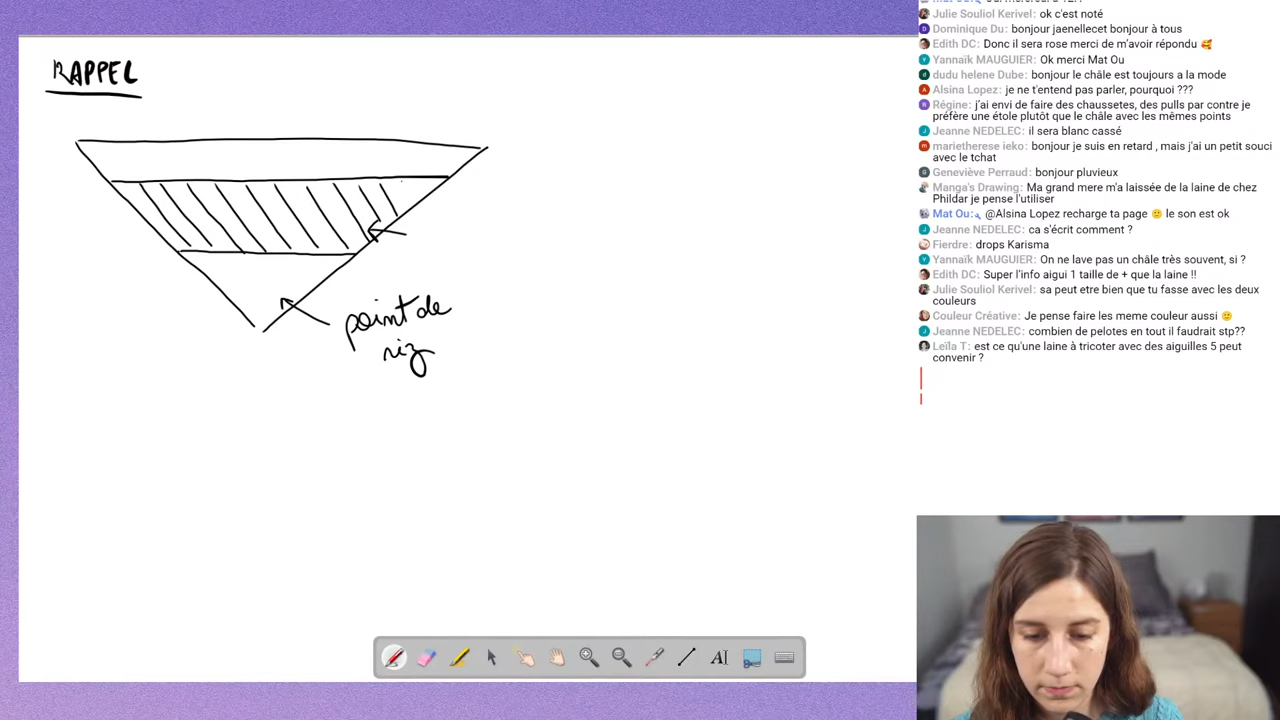 RAPPEL
point de
riz
Julie Souliol Kerivel: ok c'est noté
Dominique Du: bonjour jaenellecet bonjour à tous
Edith DC: Donc il sera rose merci de m'avoir répondu 🥰
Yannaïk MAUGUIER: Ok merci Mat Ou
dudu helene Dube: bonjour le châle est toujours a la mode
Alsina Lopez: je ne t'entend pas parler, pourquoi ???
Régine: j'ai envi de faire des chaussetes, des pulls par contre je
préfère une étole plutôt que le châle avec les mêmes points
Jeanne NEDELEC: il sera blanc cassé
marietherese ieko: bonjour je suis en retard , mais j'ai un petit souci
avec le tchat
Geneviève Perraud: bonjour pluvieux
Manga's Drawing: Ma grand mere m'a laissée de la laine de chez
Phildar je pense l'utiliser
Mat Ou: @Alsina Lopez recharge ta page 🙂 le son est ok
Jeanne NEDELEC: ca s'écrit comment ?
Fierdre: drops Karisma
Yannaïk MAUGUIER: On ne lave pas un châle très souvent, si ?
Edith DC: Super l'info aigui 1 taille de + que la laine !!
Julie Souliol Kerivel: sa peut etre bien que tu fasse avec les deux
couleurs
Couleur Créative: Je pense faire les meme couleur aussi 🙂
Jeanne NEDELEC: combien de pelotes en tout il faudrait stp??
Leïla T: est ce qu'une laine à tricoter avec des aiguilles 5 peut
convenir ?
AI